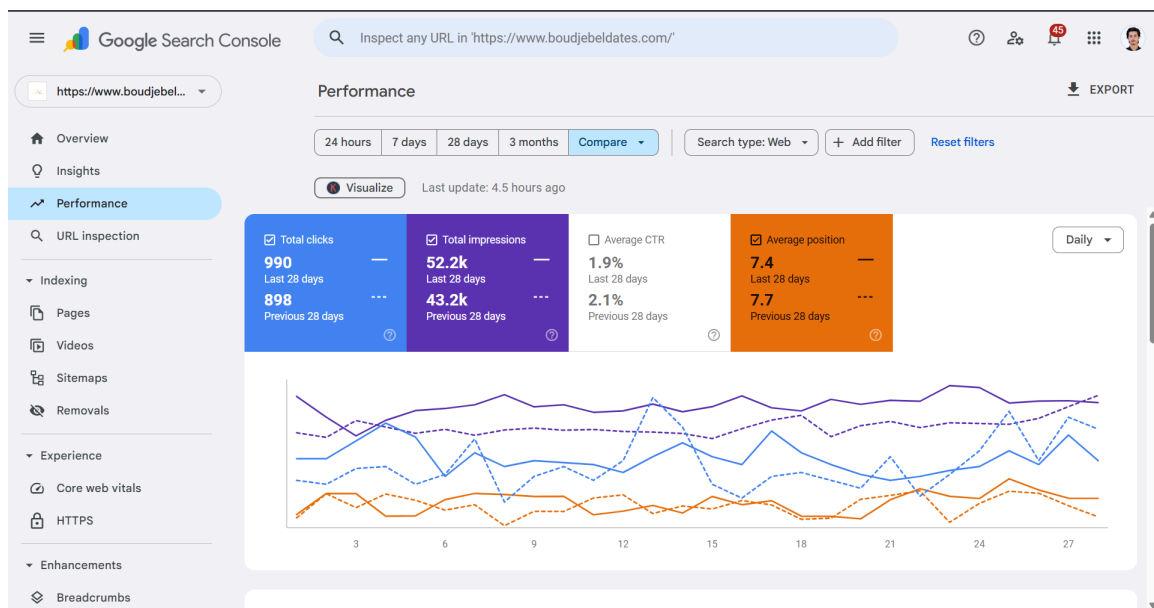 Google Search Console
Inspect any URL in 'https://www.boudjebeldates.com/'
45
https://www.boudjebel...
Performance
EXPORT
Overview
Insights
Performance
URL inspection
Indexing
Pages
Videos
Sitemaps
Removals
Experience
Core web vitals
HTTPS
Enhancements
Breadcrumbs
24 hours
7 days
28 days
3 months
Compare
Search type: Web
Add filter
Reset filters
Visualize
Last update: 4.5 hours ago
Total clicks
990
Last 28 days
898
Previous 28 days
Total impressions
52.2k
Last 28 days
43.2k
Previous 28 days
Average CTR
1.9%
Last 28 days
2.1%
Previous 28 days
Average position
7.4
Last 28 days
7.7
Previous 28 days
Daily
3 6 9 12 15 18 21 24 27